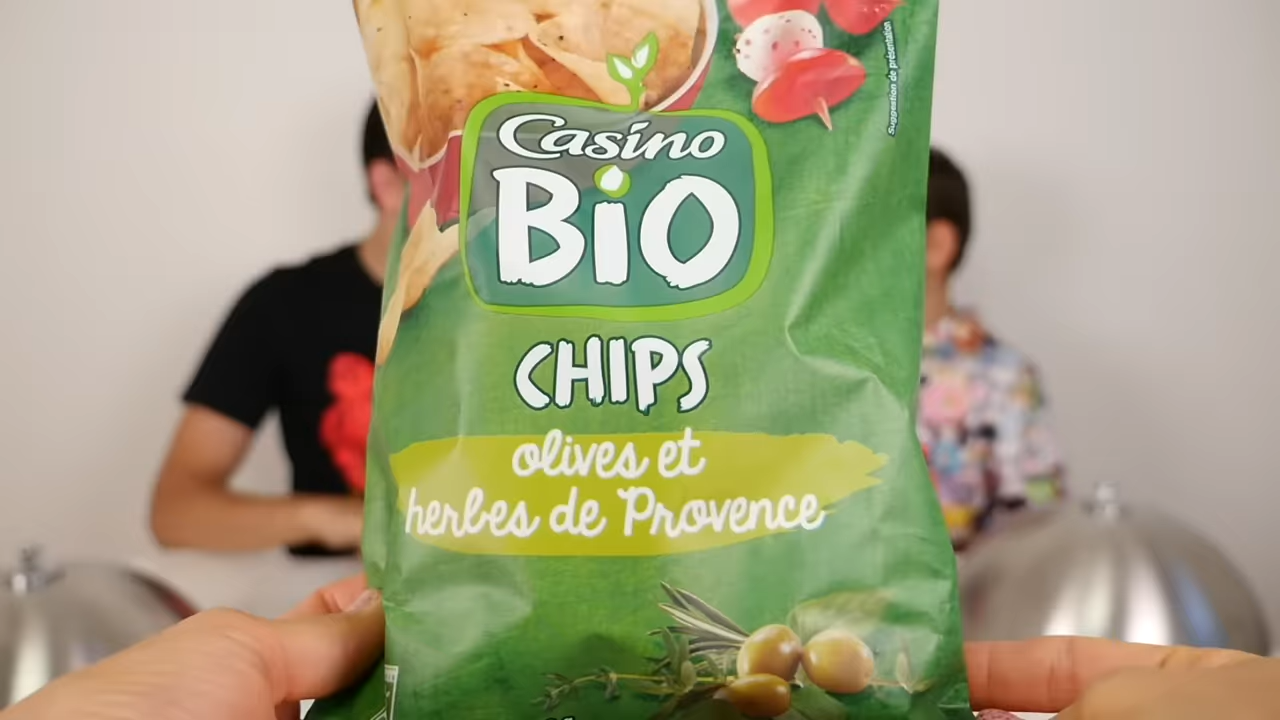 Suggestion de présentation
Casino
BiO
CHIPS
olives et
herbes de Provence